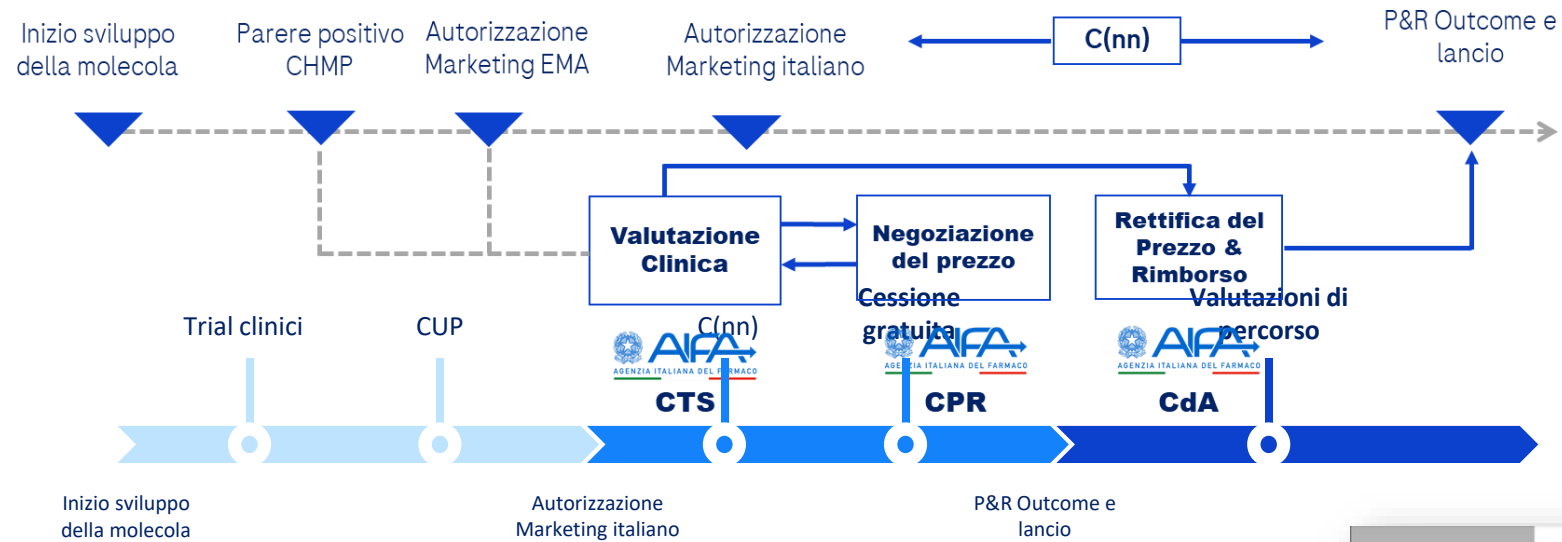 Inizio sviluppo
della molecola
Parere positivo
CHMP
Autorizzazione
Marketing EMA
Autorizzazione
Marketing italiano
C(nn)
P&R Outcome e
lancio
Valutazione
Clinica
Negoziazione
del prezzo
Rettifica del
Prezzo &
Rimborso
Trial clinici
CUP
C(nn)
Cessione
gratuita
Valutazioni di
percorso
AIFA
AGENZIA ITALIANA DEL FARMACO
CTS
AIFA
AGENZIA ITALIANA DEL FARMACO
CPR
AIFA
AGENZIA ITALIANA DEL FARMACO
CdA
Inizio sviluppo
della molecola
Autorizzazione
Marketing italiano
P&R Outcome e
lancio